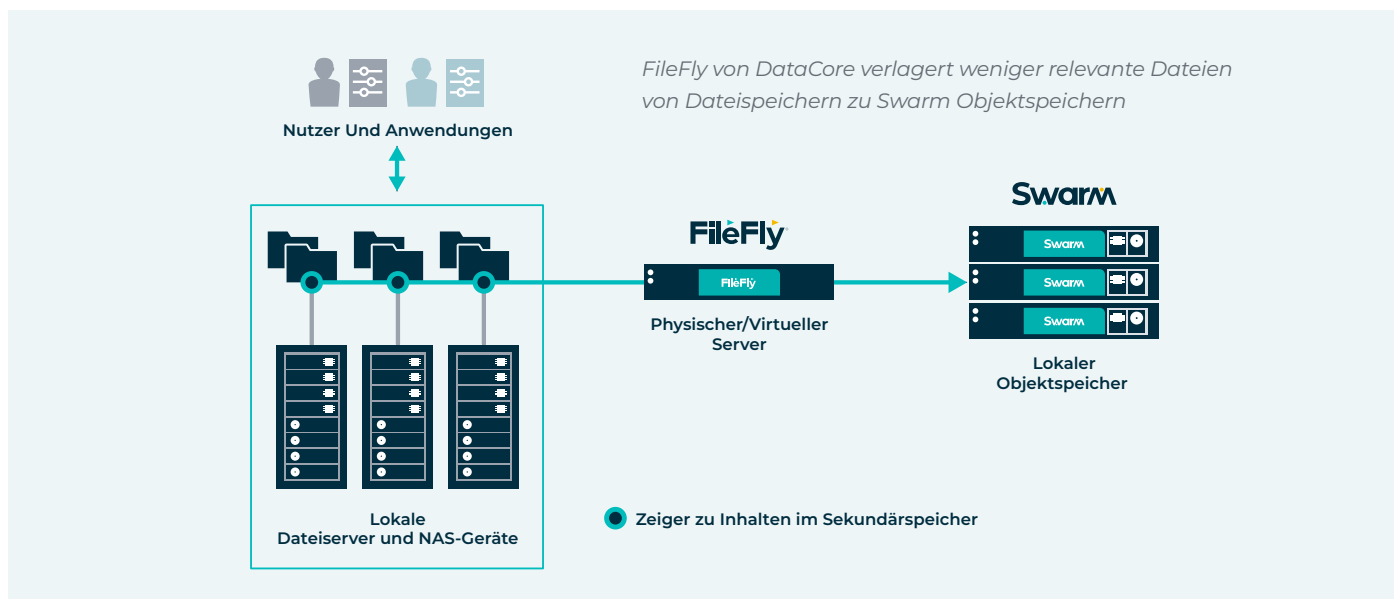 FileFly von DataCore verlagert weniger relevante Dateien
von Dateispeichern zu Swarm Objektspeichern
Nutzer Und Anwendungen
Swarm
FileFly
Swarm
Swarm
Swarm
FileFly
Physischer/Virtueller
Server
Lokaler
Objektspeicher
Lokale
Dateiserver und NAS-Geräte
Zeiger zu Inhalten im Sekundärspeicher